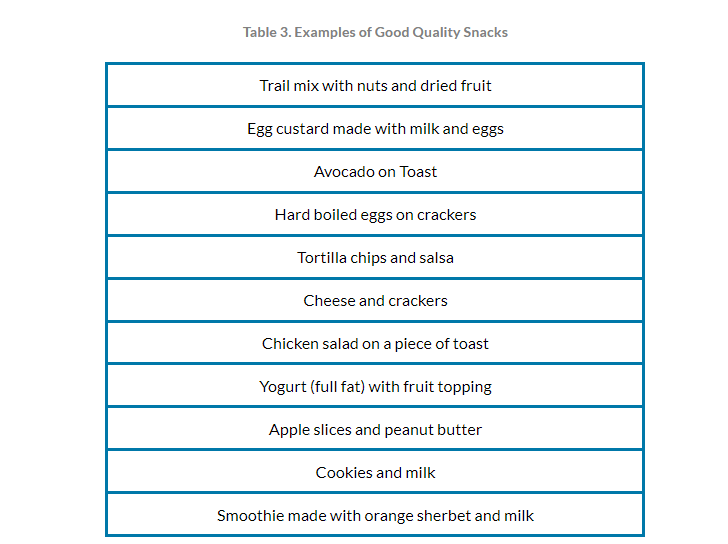 Table 3. Examples of Good Quality Snacks
Trail mix with nuts and dried fruit
Egg custard made with milk and eggs
Avocado on Toast
Hard boiled eggs on crackers
Tortilla chips and salsa
Cheese and crackers
Chicken salad on a piece of toast
Yogurt (full fat) with fruit topping
Apple slices and peanut butter
Cookies and milk
Smoothie made with orange sherbet and milk